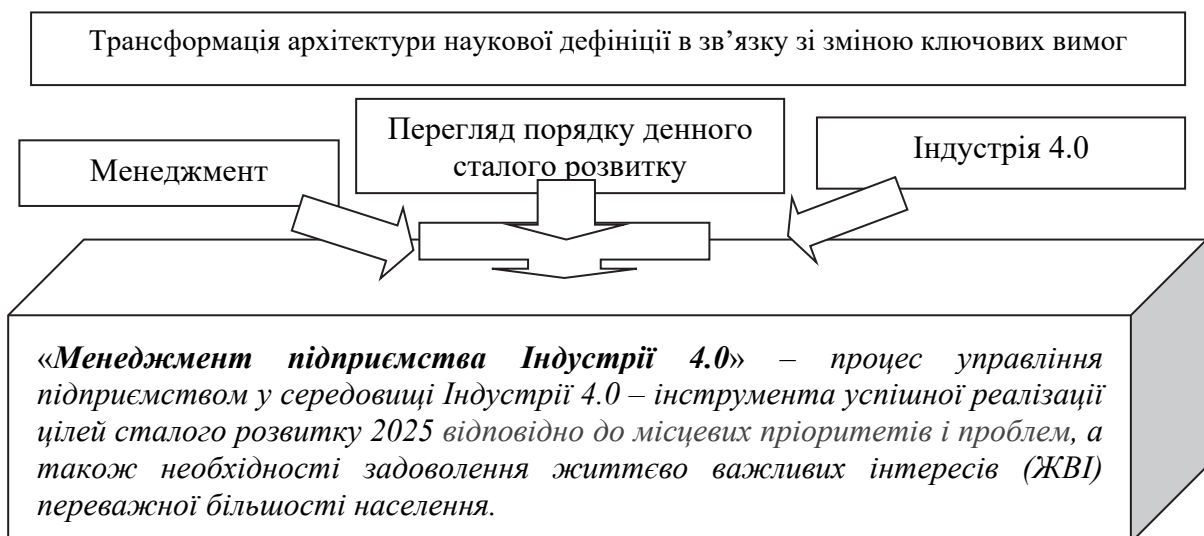 Трансформація архітектури наукової дефініції в зв’язку зі зміною ключових вимог
Менеджмент
Перегляд порядку денного
сталого розвитку
Індустрія 4.0
«Менеджмент підприємства Індустрії 4.0» – процес управління
підприємством у середовищі Індустрії 4.0 – інструмента успішної реалізації
цілей сталого розвитку 2025 відповідно до місцевих пріоритетів і проблем, а
також необхідності задоволення життєво важливих інтересів (ЖВІ)
переважної більшості населення.